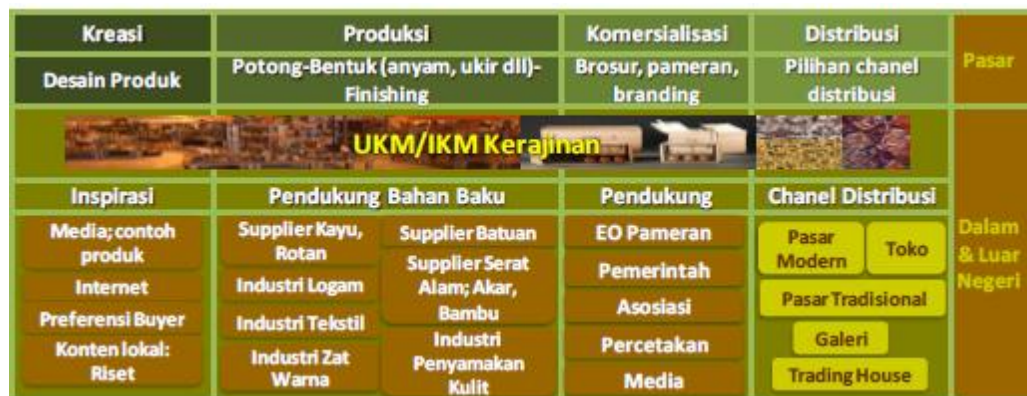 Kreasi
Produksi
Komersialisasi
Distribusi
Pasar
Desain Produk
Potong-Bentuk (anyam, ukir dll)-
Finishing
Brosur, pameran,
branding
Pilihan chanel
distribusi
UKM/IKM Kerajinan
Inspirasi
Pendukung Bahan Baku
Pendukung
Chanel Distribusi
Media;contoh
produk
Internet
Preferensi Buyer
Konten lokal:
Riset
Supplier Kayu,
Rotan
Industri Logam
Industri Tekstil
Industri Zat
Warna
Supplier Batuan
Supplier Serat
Alam; Akar,
Bambu
Industri
Penyamakan
Kulit
EO Pameran
Pemerintah
Asosiasi
Percetakan
Media
Pasar
Modern
Toko
Pasar Tradisional
Galeri
Trading House
Dalam
& Luar
Negeri